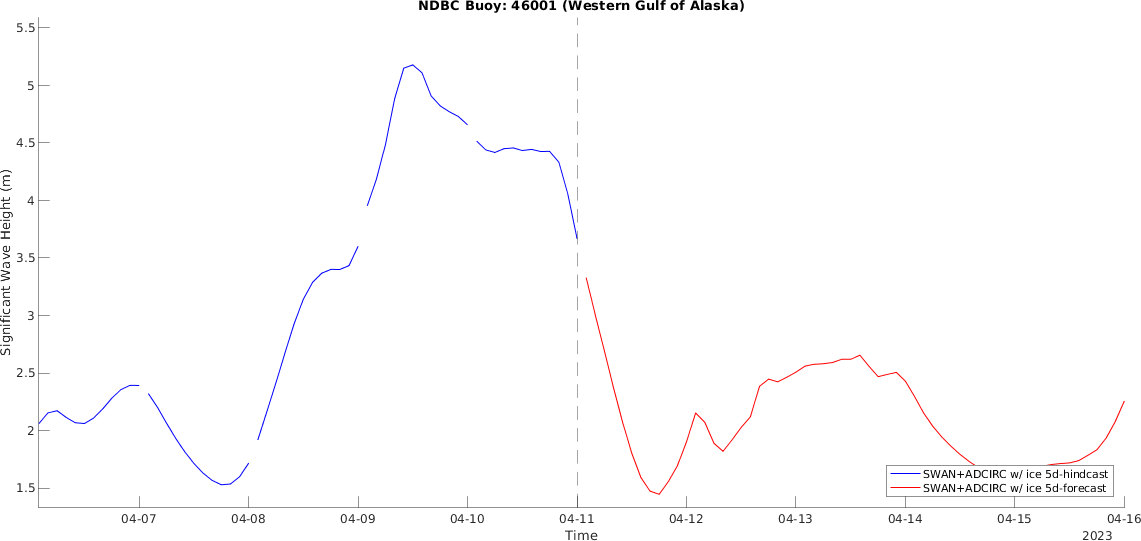 NDBC Buoy: 46001 (Western Gulf of Alaska)
5.5
5
4.5
4
3.5
3
2.5
2
1.5
Significant Wave Height (m)
SWAN+ADCIRC w/ ice 5d-hindcast
SWAN+ADCIRC w/ ice 5d-forecast
04-07 04-08 04-09 04-10 04-11 04-12 04-13 04-14 04-15 04-16
Time
2023